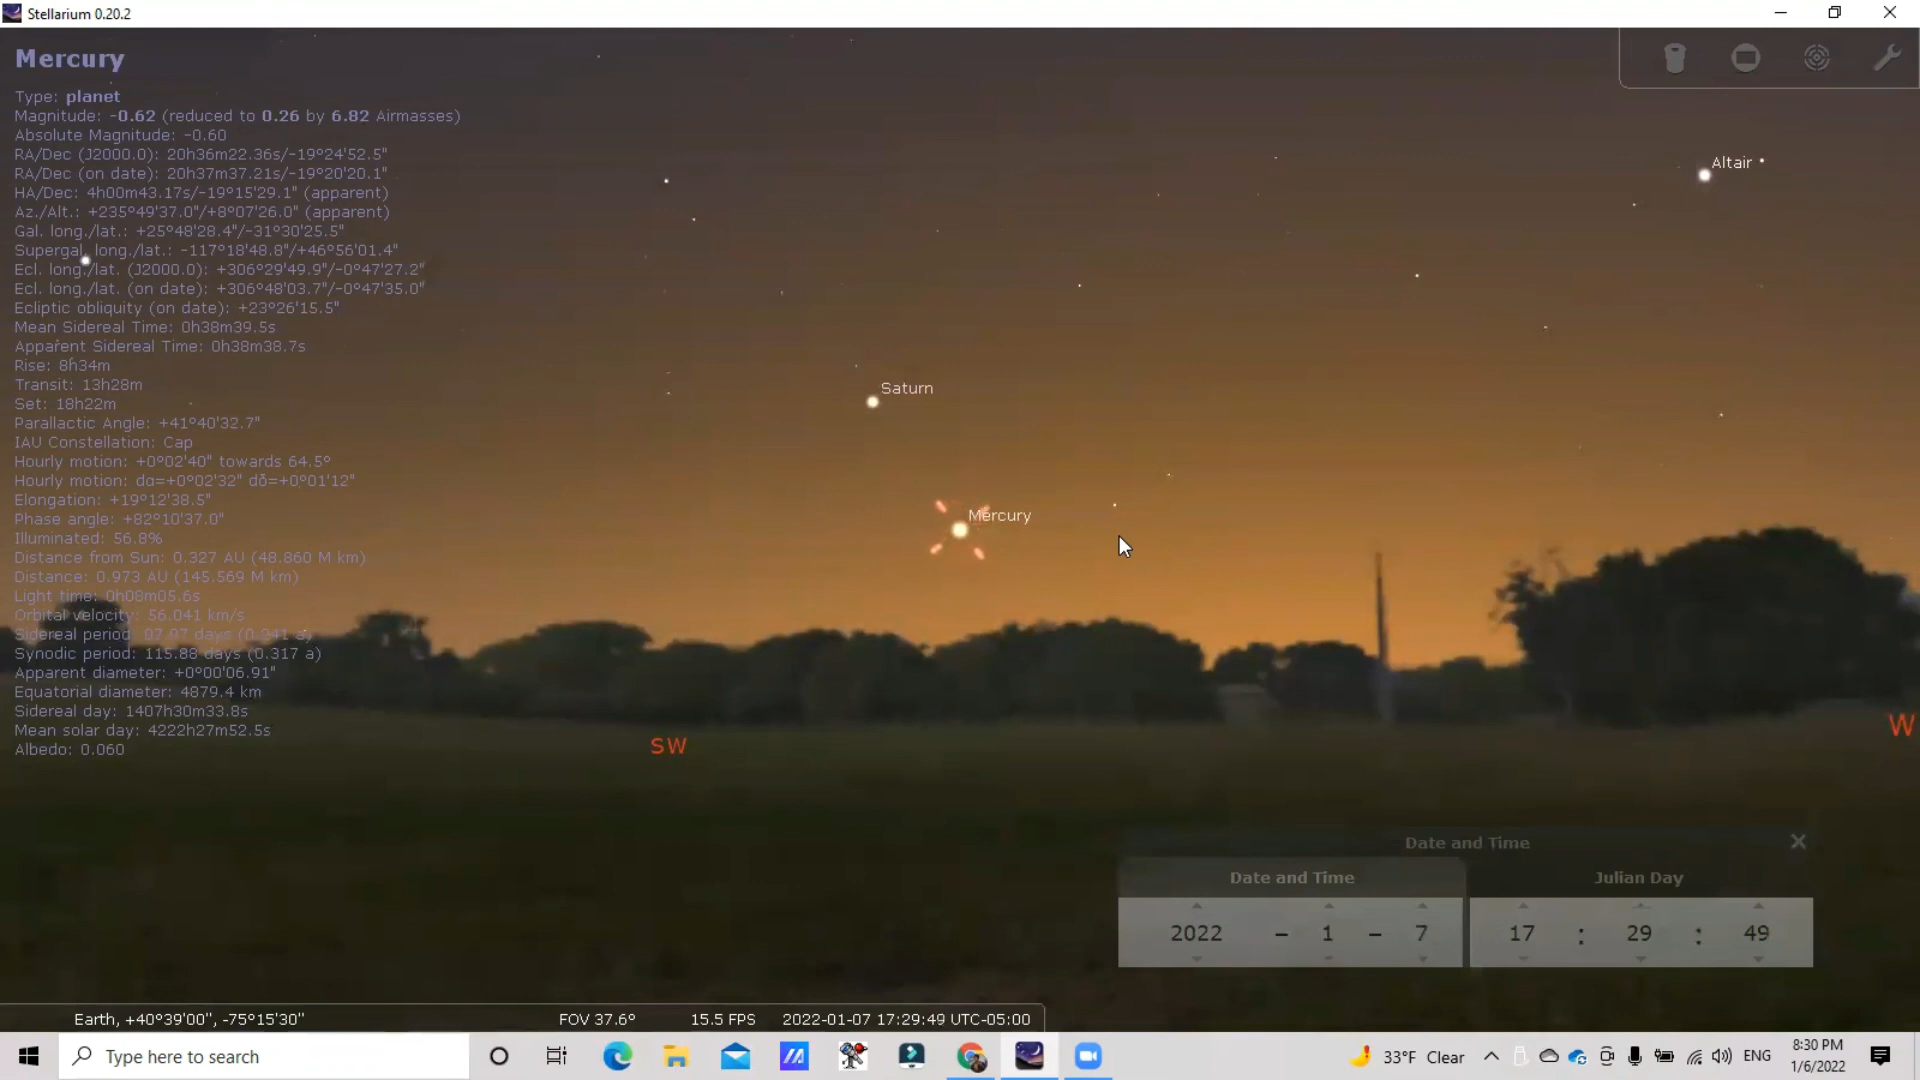 Stellarium 0.20.2
Mercury
Type: planet
Magnitude: -0.62 (reduced to 0.26 by 6.82 Airmasses)
Absolute Magnitude: -0.60
RA/Dec (J2000.0): 20h36m22.36s/-19°24'52.5"
RA/Dec (on date): 20h37m37.21s/-19°20'20.1"
HA/Dec: 4h00m43.17s/-19°15'29.1" (apparent)
Az./Alt.: +235°49'37.0"/+8°07'26.0" (apparent)
Gal. long./lat.: +25°48'28.4"/-31°30'25.5"
Supergal. long./lat.: -117°18'48.8"/+46°56'01.4"
Ecl. long./lat. (J2000.0): +306°29'49.9"/-0°47'27.2"
Ecl. long./lat. (on date): +306°48'03.7"/-0°47'35.0"
Ecliptic obliquity (on date): +23°26'15.5"
Mean Sidereal Time: 0h38m39.5s
Apparent Sidereal Time: 0h38m38.7s
Rise: 8h34m
Transit: 13h28m
Set: 18h22m
Parallactic Angle: +41°40'32.7"
IAU Constellation: Cap
Hourly motion: +0°02'40" towards 64.5°
Hourly motion: dα=+0°02'32" dδ=+0°01'12"
Elongation: +19°12'38.5"
Phase angle: +82°10'37.0"
Illuminated: 56.8%
Distance from Sun: 0.327 AU (48.860 M km)
Distance: 0.973 AU (145.569 M km)
Light time: 0h08m05.6s
Orbital velocity: 56.041 km/s
Sidereal period: 87.97 days (0.241 a)
Synodic period: 115.88 days (0.317 a)
Apparent diameter: +0°00'06.91"
Equatorial diameter: 4879.4 km
Sidereal day: 1407h30m33.8s
Mean solar day: 4222h27m52.5s
Albedo: 0.060
Altair
Saturn
Mercury
SW
W
Date and Time
Date and Time Julian Day
2022 - 1 - 7 17 : 29 : 49
Earth, +40°39'00", -75°15'30" FOV 37.6° 15.5 FPS 2022-01-07 17:29:49 UTC-05:00
Type here to search
33°F Clear
ENG
8:30 PM
1/6/2022